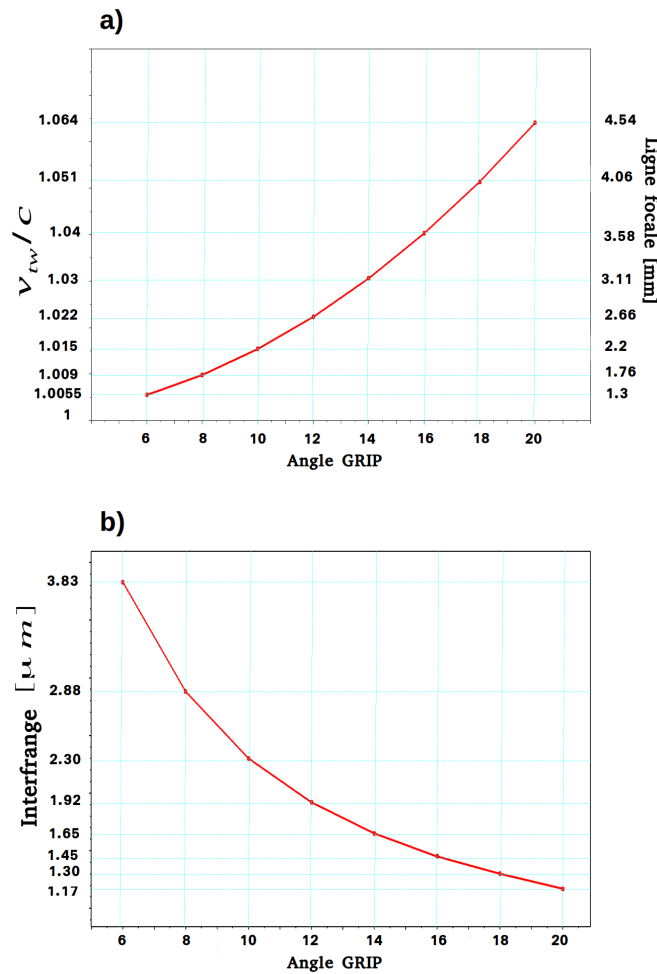 a)
1.064
1.051
1.04
1.03
1.022
1.015
1.009
1.0055
1
ν_tw/C
4.54
4.06
3.58
3.11
2.66
2.2
1.76
1.3
Ligne focale [mm]
6 8 10 12 14 16 18 20
Angle GRIP
b)
3.83
2.88
2.30
1.92
1.65
1.45
1.30
1.17
Interfrange [μm]
6 8 10 12 14 16 18 20
Angle GRIP